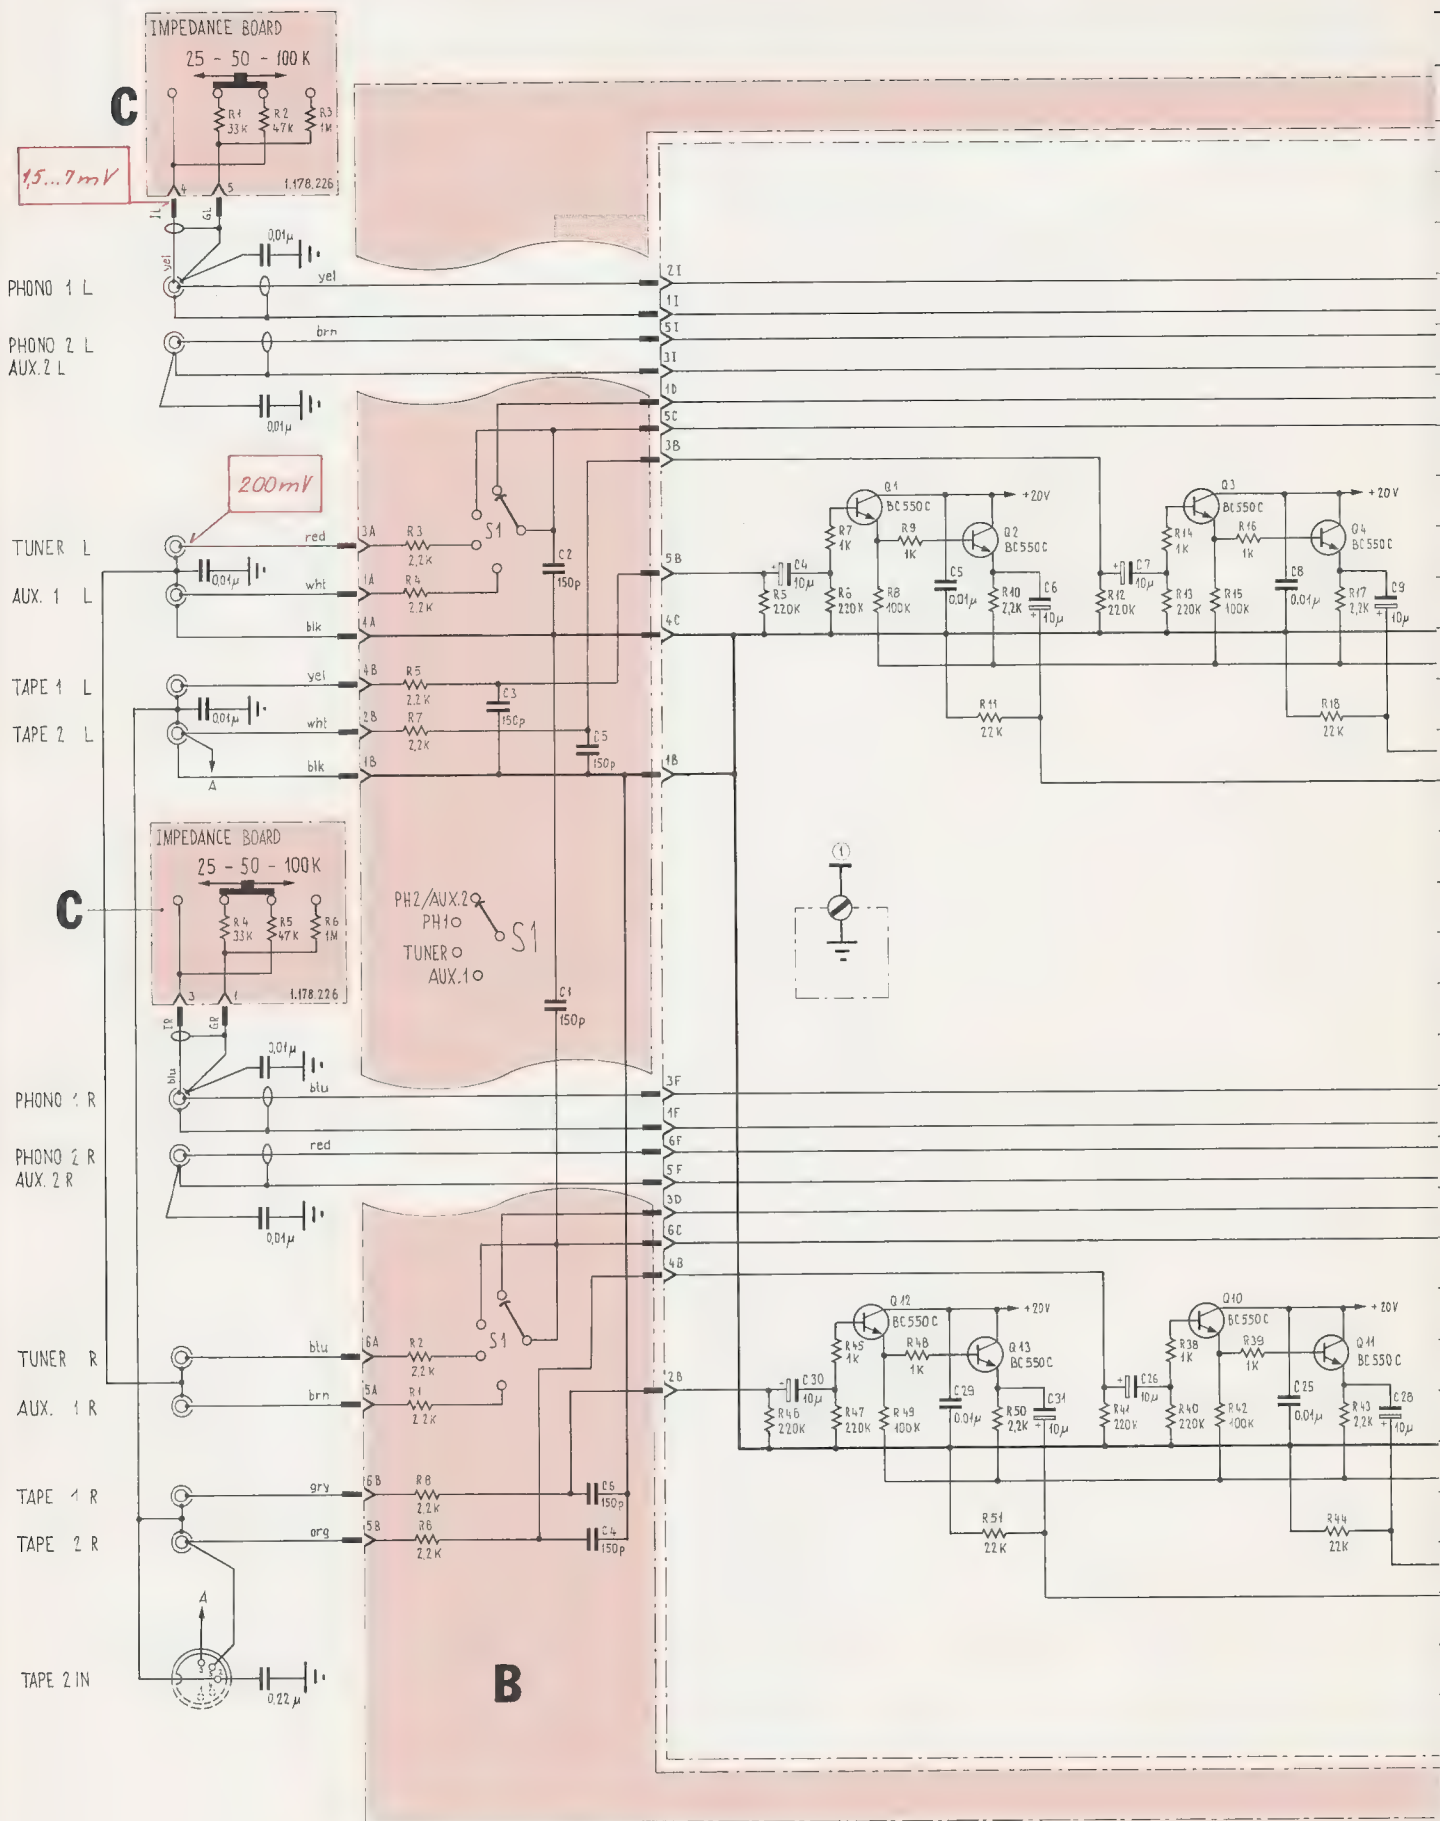 IMPEDANCE BOARD
25 - 50 - 100 K
C
R1
33K
R2
47K
R3
1M
1,5...7mV
4
5
1.178.226
IL
GL
0,01µ
yel
yel
PHONO 1 L
2I
1I
brn
5I
PHONO 2 L
AUX.2 L
3I
0,01µ
1D
5C
3B
200mV
S1
TUNER L
red
3A
R3
2,2K
C2
150p
0,01µ
AUX. 1 L
wht
1A
R4
2,2K
5B
blk
4A
4C
Q1
BC550C
+20V
R7
1K
R9
1K
Q2
BC550C
C4
10µ
R5
220K
R6
220K
R8
100K
C5
0,01µ
R10
2,2K
C6
10µ
R11
22K
Q3
BC550C
+20V
R14
1K
R16
1K
Q4
BC550C
C7
10µ
R12
220K
R13
220K
R15
100K
C8
0,01µ
R17
2,2K
C9
10µ
R18
22K
TAPE 1 L
yel
4B
R5
2,2K
C3
150p
0,01µ
TAPE 2 L
wht
2B
R7
2,2K
C5
150p
A
blk
1B
1B
IMPEDANCE BOARD
25 - 50 - 100K
C
R4
33K
R5
47K
R6
1M
3
1
1.178.226
IR
GR
PH2/AUX.2
PH1
S1
TUNER
AUX.1
1
C1
150p
0,01µ
blu
blu
PHONO 1 R
3F
1F
red
6F
PHONO 2 R
AUX. 2 R
5F
0,01µ
3D
6C
4B
S1
TUNER R
blu
6A
R2
2,2K
AUX. 1 R
brn
5A
R1
2,2K
2B
Q12
BC550C
+20V
R45
1K
R48
1K
Q13
BC550C
C30
10µ
R46
220K
R47
220K
R49
100K
C29
0,01µ
R50
2,2K
C31
10µ
R51
22K
Q10
BC550C
+20V
R38
1K
R39
1K
Q11
BC550C
C26
10µ
R41
220K
R40
220K
R42
100K
C25
0,01µ
R43
2,2K
C28
10µ
R44
22K
TAPE 1 R
gry
6B
R8
2,2K
C6
150p
TAPE 2 R
org
5B
R6
2,2K
C4
150p
A
TAPE 2 IN
0,22µ
B